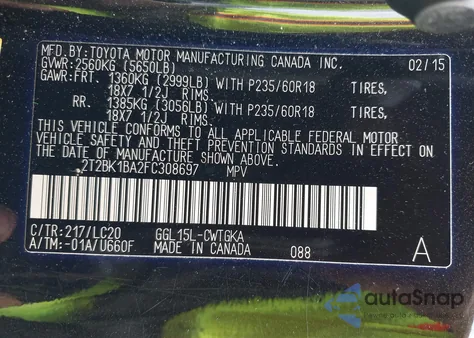 MFD.BY:TOYOTA MOTOR MANUFACTURING CANADA INC. 02/15
GVWR:2560KG (5650LB)
GAWR:FRT. 1360KG (2999LB) WITH P235/60R18 TIRES,
18X7 1/2J RIMS,
RR. 1385KG (3056LB) WITH P235/60R18 TIRES,
18X7 1/2J RIMS.
THIS VEHICLE CONFORMS TO ALL APPLICABLE FEDERAL MOTOR
VEHICLE SAFETY AND THEFT PREVENTION STANDARDS IN EFFECT
ON THE DATE OF MANUFACTURE SHOWN ABOVE.
2T2BK1BA2FC308697 MPV
C/TR:217/LC20 GGL15L-CWTGKA
A/TM:-01A/U660F MADE IN CANADA 088 A
autoSnap